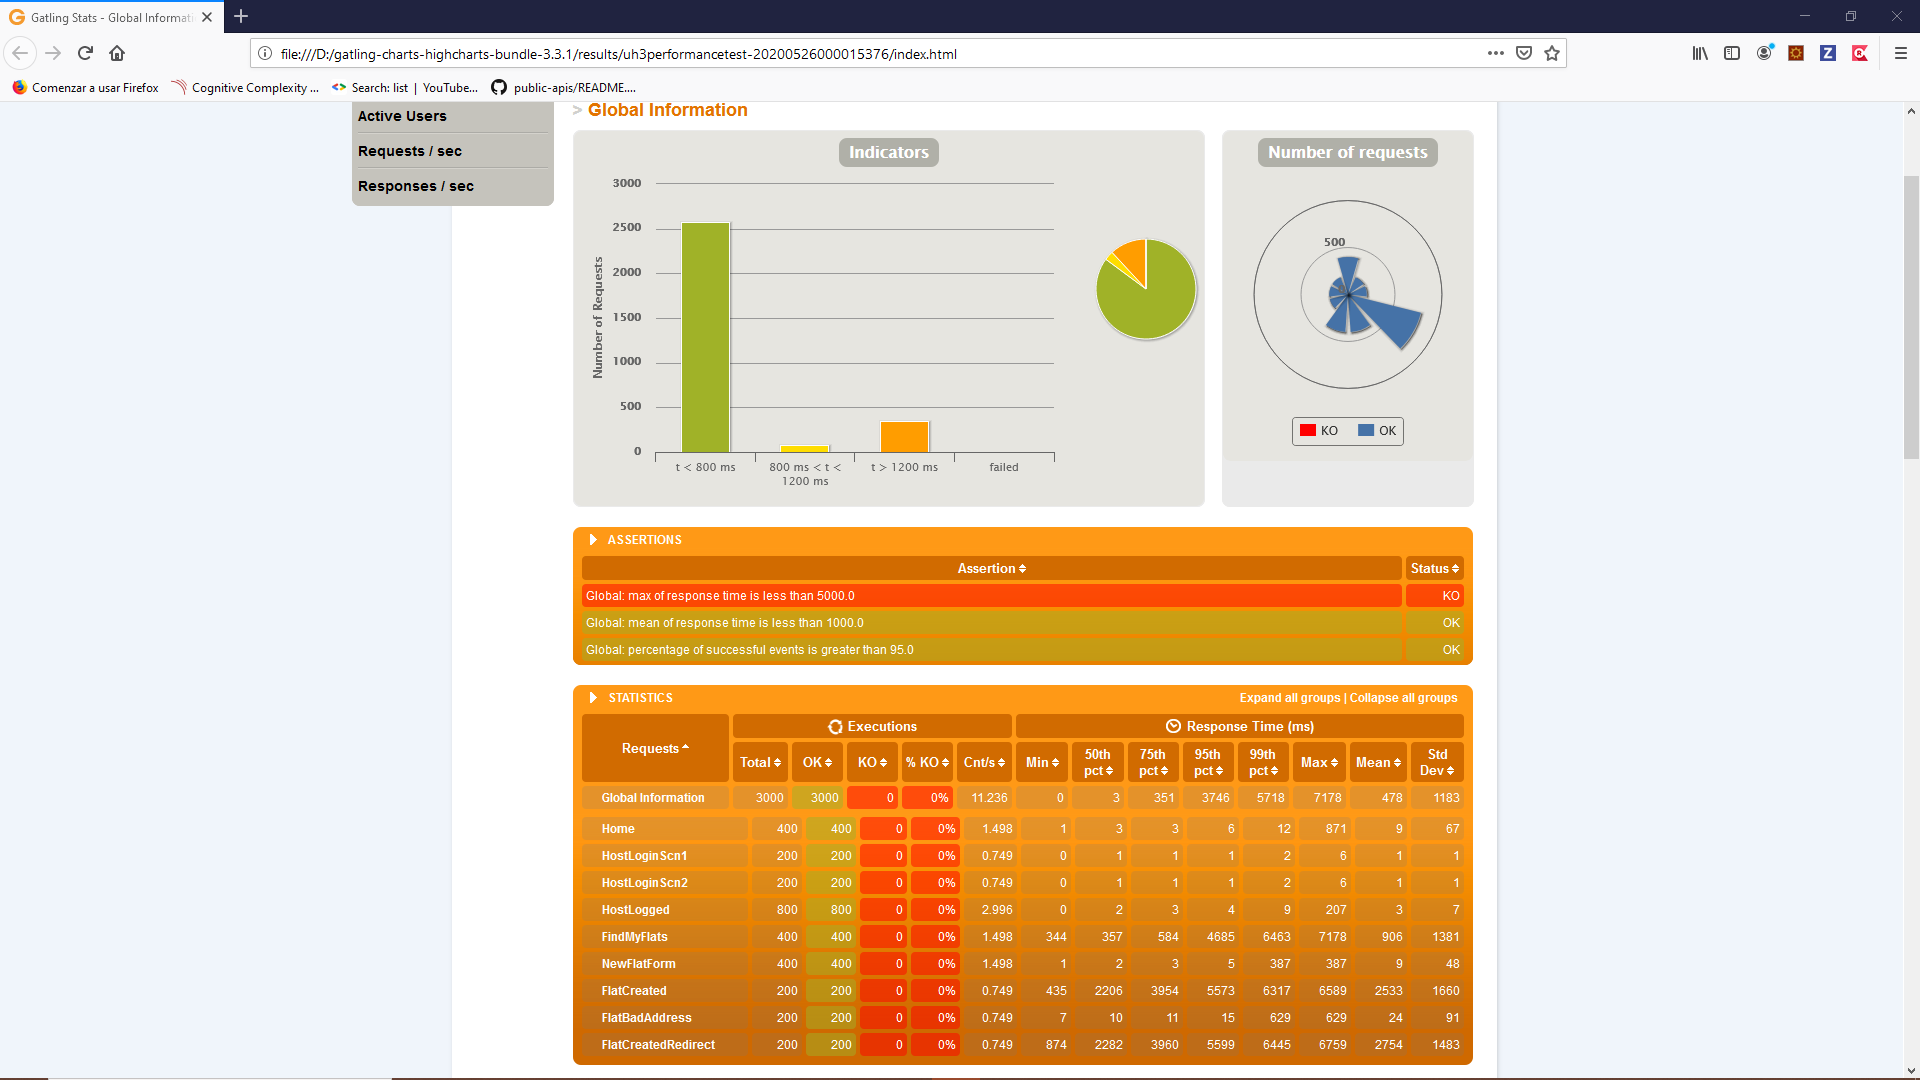 Gatling Stats - Global Informati
file:///D:/gatling-charts-highcharts-bundle-3.3.1/results/uh3performancetest-20200526000015376/index.html
Comenzar a usar Firefox Cognitive Complexity ... Search: list | YouTube... public-apis/README....
Active Users
Requests / sec
Responses / sec
> Global Information
Indicators
3000
2500
2000
1500
1000
500
0
Number of Requests
t < 800 ms
800 ms < t < 1200 ms
t > 1200 ms
failed
Number of requests
500
KO OK
ASSERTIONS
Assertion Status
Global: max of response time is less than 5000.0 KO
Global: mean of response time is less than 1000.0 OK
Global: percentage of successful events is greater than 95.0 OK
STATISTICS Expand all groups | Collapse all groups
Requests Executions Response Time (ms)
Total OK KO % KO Cnt/s Min 50th pct 75th pct 95th pct 99th pct Max Mean Std Dev
Global Information 3000 3000 0 0% 11.236 0 3 351 3746 5718 7178 478 1183
Home 400 400 0 0% 1.498 1 3 3 6 12 871 9 67
HostLoginScn1 200 200 0 0% 0.749 0 1 1 1 2 6 1 1
HostLoginScn2 200 200 0 0% 0.749 0 1 1 1 2 6 1 1
HostLogged 800 800 0 0% 2.996 0 2 3 4 9 207 3 7
FindMyFlats 400 400 0 0% 1.498 344 357 584 4685 6463 7178 906 1381
NewFlatForm 400 400 0 0% 1.498 1 2 3 5 387 387 9 48
FlatCreated 200 200 0 0% 0.749 435 2206 3954 5573 6317 6589 2533 1660
FlatBadAddress 200 200 0 0% 0.749 7 10 11 15 629 629 24 91
FlatCreatedRedirect 200 200 0 0% 0.749 874 2282 3960 5599 6445 6759 2754 1483